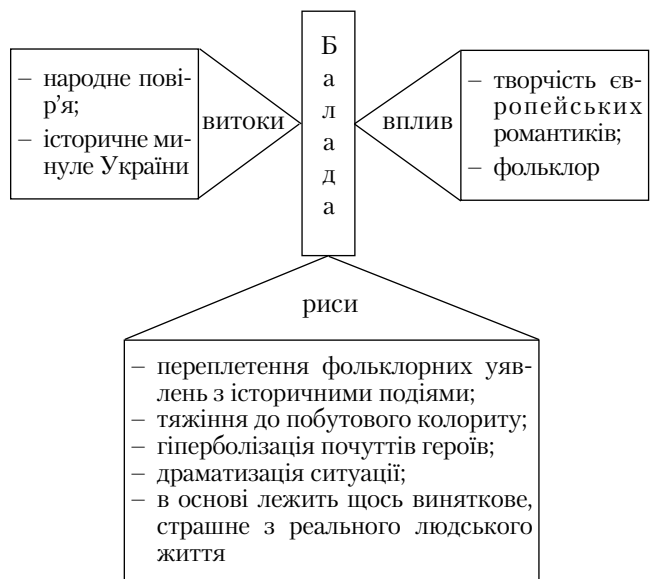 Балада
– народне пові-
р'я;
– історичне ми-
нуле України
витоки
вплив
– творчість єв-
ропейських
романтиків;
– фольклор
риси
– переплетення фольклорних уяв-
лень з історичними подіями;
– тяжіння до побутового колориту;
– гіперболізація почуттів героїв;
– драматизація ситуації;
– в основі лежить щось виняткове,
страшне з реального людського
життя